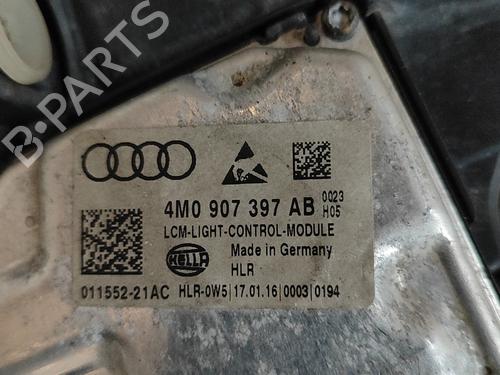 B-PARTS
4M0 907 397 AB 0023 H05
LCM-LIGHT-CONTROL-MODULE
HELLA
Made in Germany
HLR
011552-21AC HLR-0W5|17.01.16|0003|0194